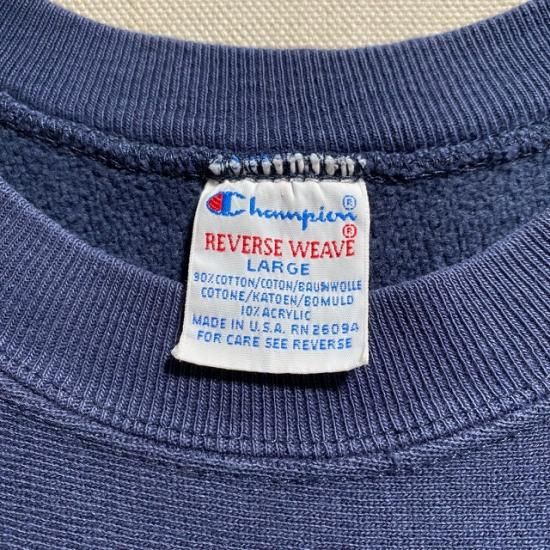 Champion®
REVERSE WEAVE®
LARGE
90% COTTON/COTON/BAUMWOLLE
COTONE/KATOEN/BOMULD
10% ACRYLIC
MADE IN U.S.A. RN 26094
FOR CARE SEE REVERSE